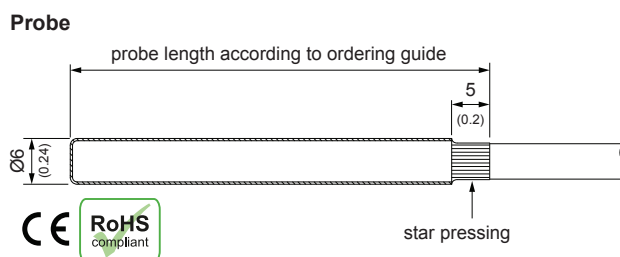 Probe
probe length according to ordering guide
5
(0.2)
Ø6
(0.24)
CE
RoHS
compliant
star pressing